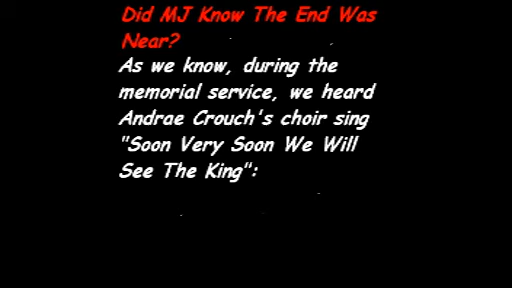 Did MJ Know The End Was
Near?
As we know, during the
memorial service, we heard
Andrae Crouch's choir sing
"Soon Very Soon We Will
See The King":